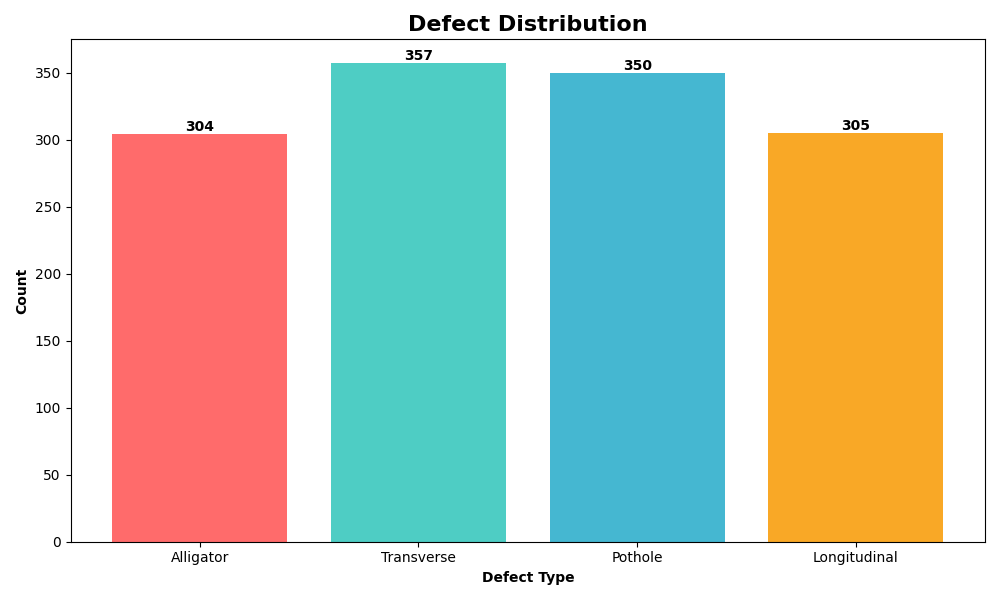 Defect Distribution
357
350
304
305
350
300
250
200
150
100
50
0
Count
Alligator
Transverse
Pothole
Longitudinal
Defect Type